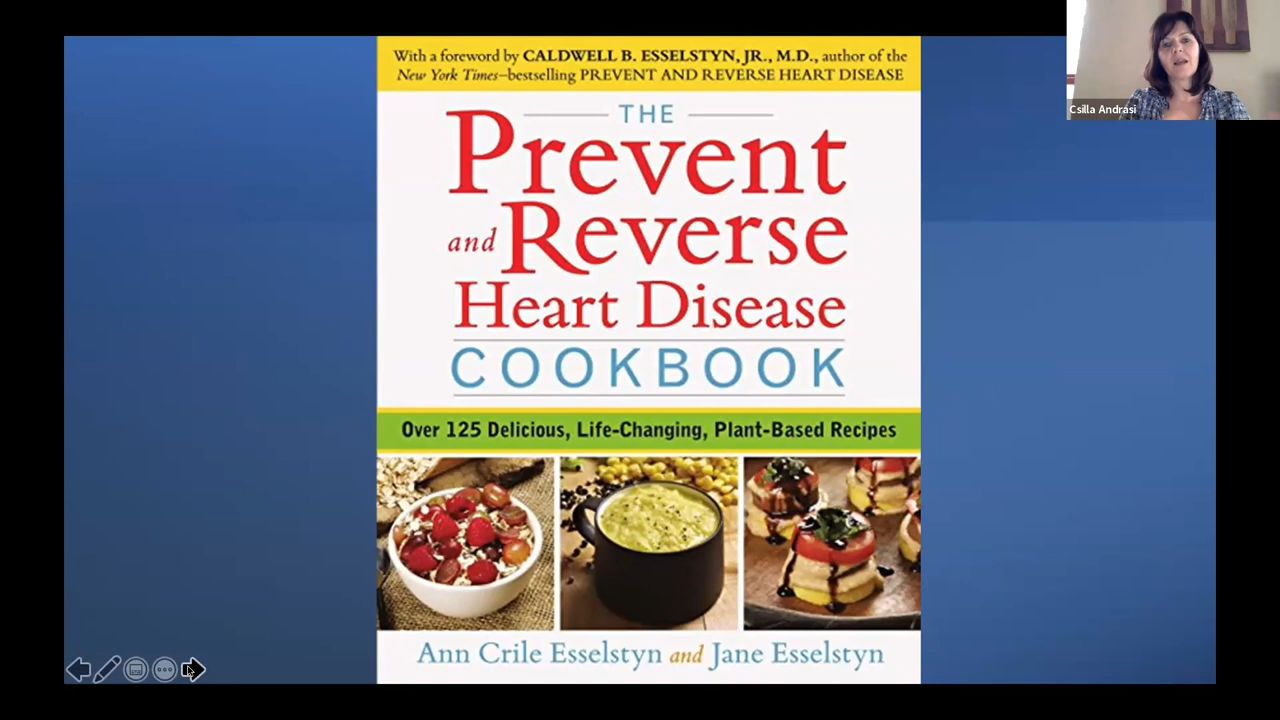 With a foreword by CALDWELL B. ESSELSTYN, JR., M.D., author of the
New York Times–bestselling PREVENT AND REVERSE HEART DISEASE
THE
Prevent
and Reverse
Heart Disease
COOKBOOK
Over 125 Delicious, Life-Changing, Plant-Based Recipes
Ann Crile Esselstyn and Jane Esselstyn
Csilla Andrasi